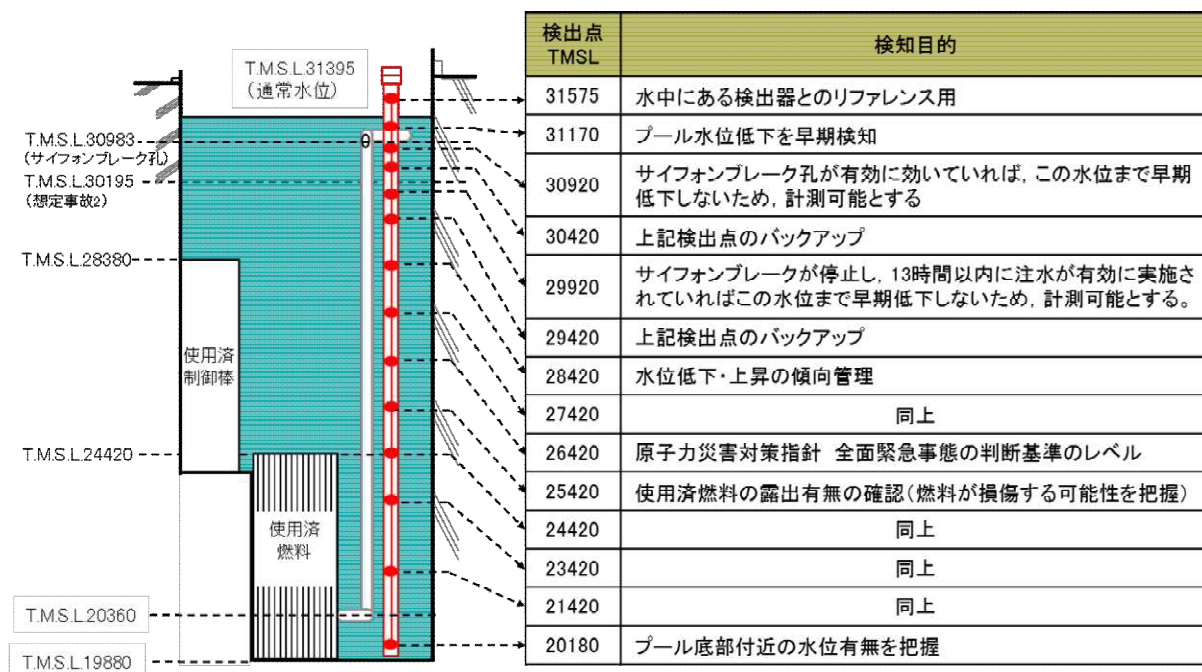 T.M.S.L.31395
(通常水位)
T.M.S.L.30983
(サイフォンブレーク孔)
T.M.S.L.30195
(想定事故2)
T.M.S.L.28380
使用済
制御棒
T.M.S.L.24420
使用済
燃料
T.M.S.L.20360
T.M.S.L.19880
検出点
TMSL
検知目的
31575 水中にある検出器とのリファレンス用
31170 プール水位低下を早期検知
30920 サイフォンブレーク孔が有効に効いていれば,この水位まで早期
低下しないため,計測可能とする
30420 上記検出点のバックアップ
29920 サイフォンブレークが停止し,13時間以内に注水が有効に実施さ
れていればこの水位まで早期低下しないため,計測可能とする。
29420 上記検出点のバックアップ
28420 水位低下・上昇の傾向管理
27420 同上
26420 原子力災害対策指針 全面緊急事態の判断基準のレベル
25420 使用済燃料の露出有無の確認(燃料が損傷する可能性を把握)
24420 同上
23420 同上
21420 同上
20180 プール底部付近の水位有無を把握